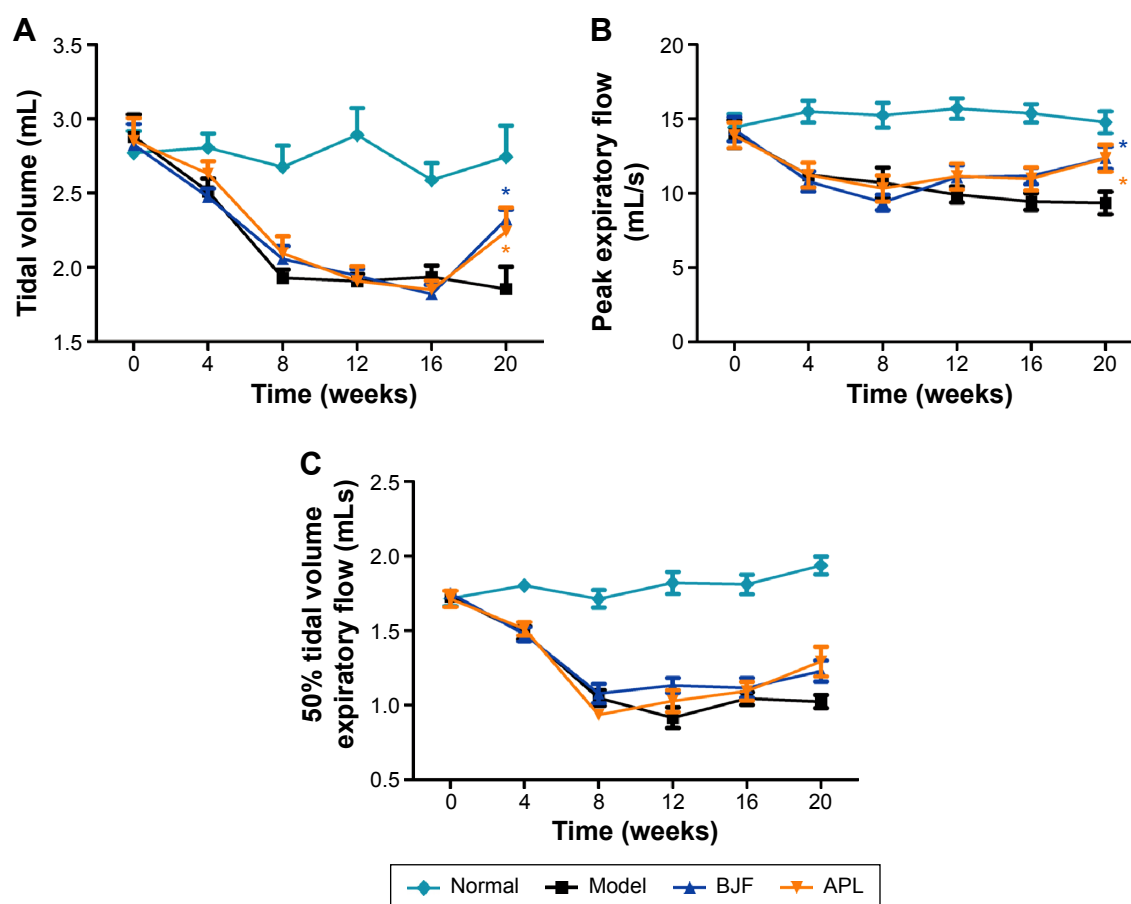 A
3.5
3.0
2.5
2.0
1.5
Tidal volume (mL)
*
*
0 4 8 12 16 20
Time (weeks)
B
20
15
10
5
0
Peak expiratory flow
(mL/s)
*
*
0 4 8 12 16 20
Time (weeks)
C
2.5
2.0
1.5
1.0
0.5
50% tidal volume
expiratory flow (mLs)
0 4 8 12 16 20
Time (weeks)
Normal Model BJF APL